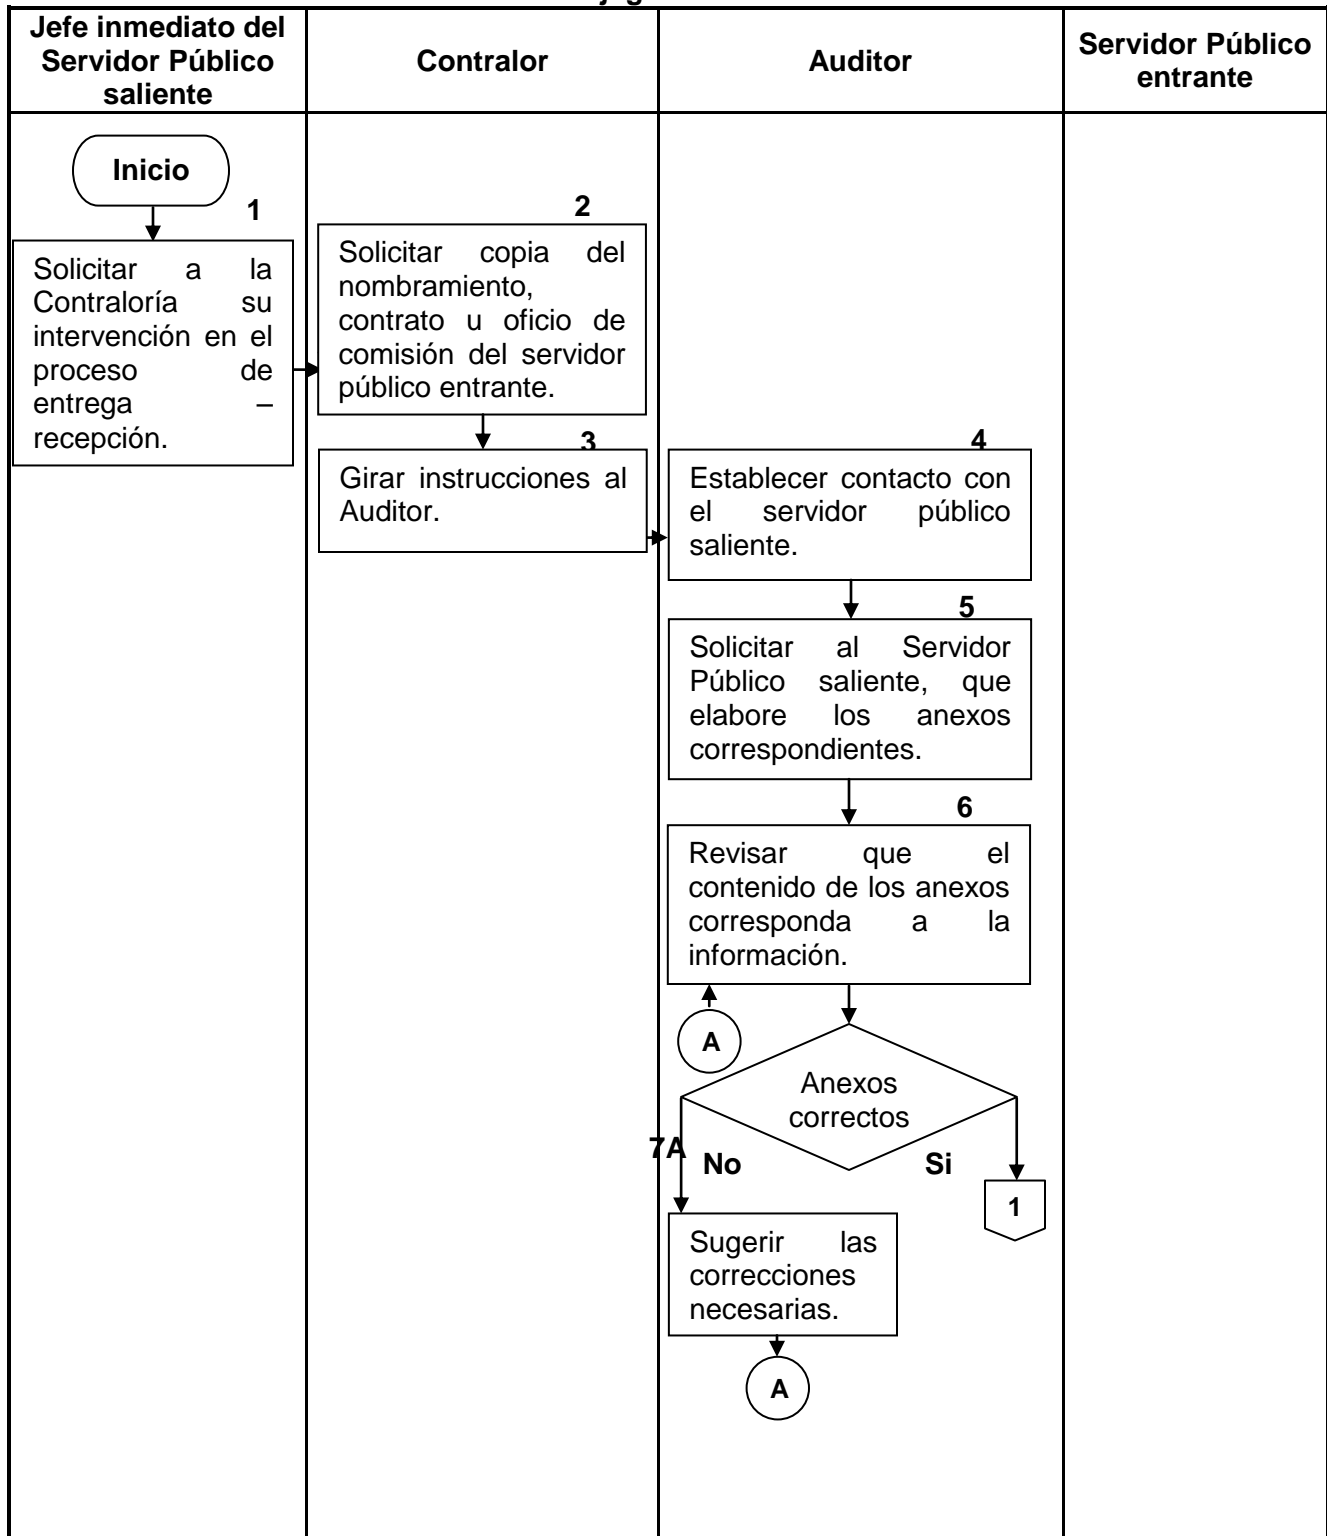 Jefe inmediato del
Servidor Público
saliente
Contralor
Auditor
Servidor Público
entrante
Inicio
1
Solicitar a la
Contraloría su
intervención en el
proceso de
entrega –
recepción.
2
Solicitar copia del
nombramiento,
contrato u oficio de
comisión del servidor
público entrante.
3
Girar instrucciones al
Auditor.
4
Establecer contacto con
el servidor público
saliente.
5
Solicitar al Servidor
Público saliente, que
elabore los anexos
correspondientes.
6
Revisar que el
contenido de los anexos
corresponda a la
información.
A
Anexos
correctos
7A
No
Si
1
Sugerir las
correcciones
necesarias.
A